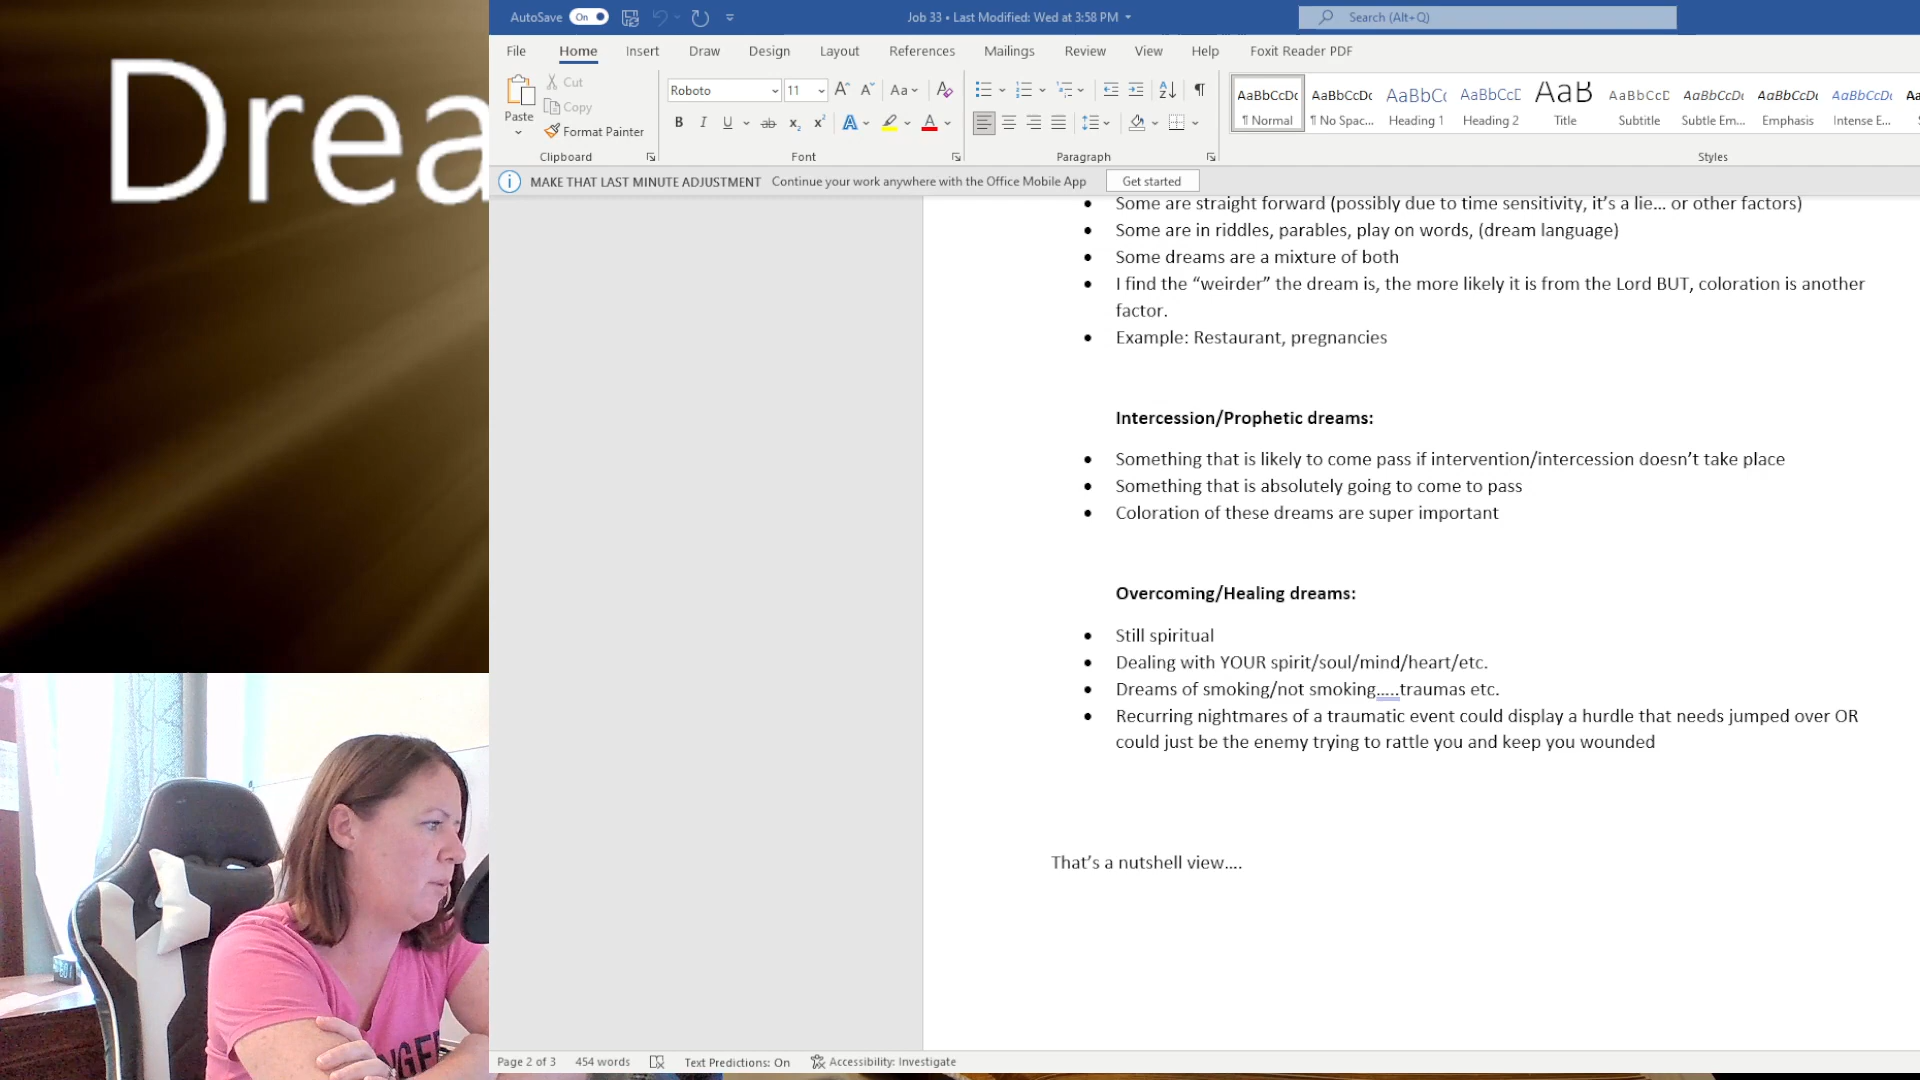 Drea
AutoSave On
Job 33 • Last Modified: Wed at 3:58 PM
Search (Alt+Q)
File Home Insert Draw Design Layout References Mailings Review View Help Foxit Reader PDF
Paste
Cut
Copy
Format Painter
Clipboard
Roboto 11
Aa
B I U ab x₂ x² A A
Font
Paragraph
AaBbCcDc AaBbCcDc AaBbCc AaBbCcD AaB AaBbCcD AaBbCcDc AaBbCcDc AaBbCcDc
¶ Normal ¶ No Spac... Heading 1 Heading 2 Title Subtitle Subtle Em... Emphasis Intense E...
Styles
MAKE THAT LAST MINUTE ADJUSTMENT Continue your work anywhere with the Office Mobile App Get started
• Some are straight forward (possibly due to time sensitivity, it’s a lie… or other factors)
• Some are in riddles, parables, play on words, (dream language)
• Some dreams are a mixture of both
• I find the “weirder” the dream is, the more likely it is from the Lord BUT, coloration is another
factor.
• Example: Restaurant, pregnancies
Intercession/Prophetic dreams:
• Something that is likely to come pass if intervention/intercession doesn’t take place
• Something that is absolutely going to come to pass
• Coloration of these dreams are super important
Overcoming/Healing dreams:
• Still spiritual
• Dealing with YOUR spirit/soul/mind/heart/etc.
• Dreams of smoking/not smoking…..traumas etc.
• Recurring nightmares of a traumatic event could display a hurdle that needs jumped over OR
could just be the enemy trying to rattle you and keep you wounded
That’s a nutshell view….
Page 2 of 3 454 words Text Predictions: On Accessibility: Investigate